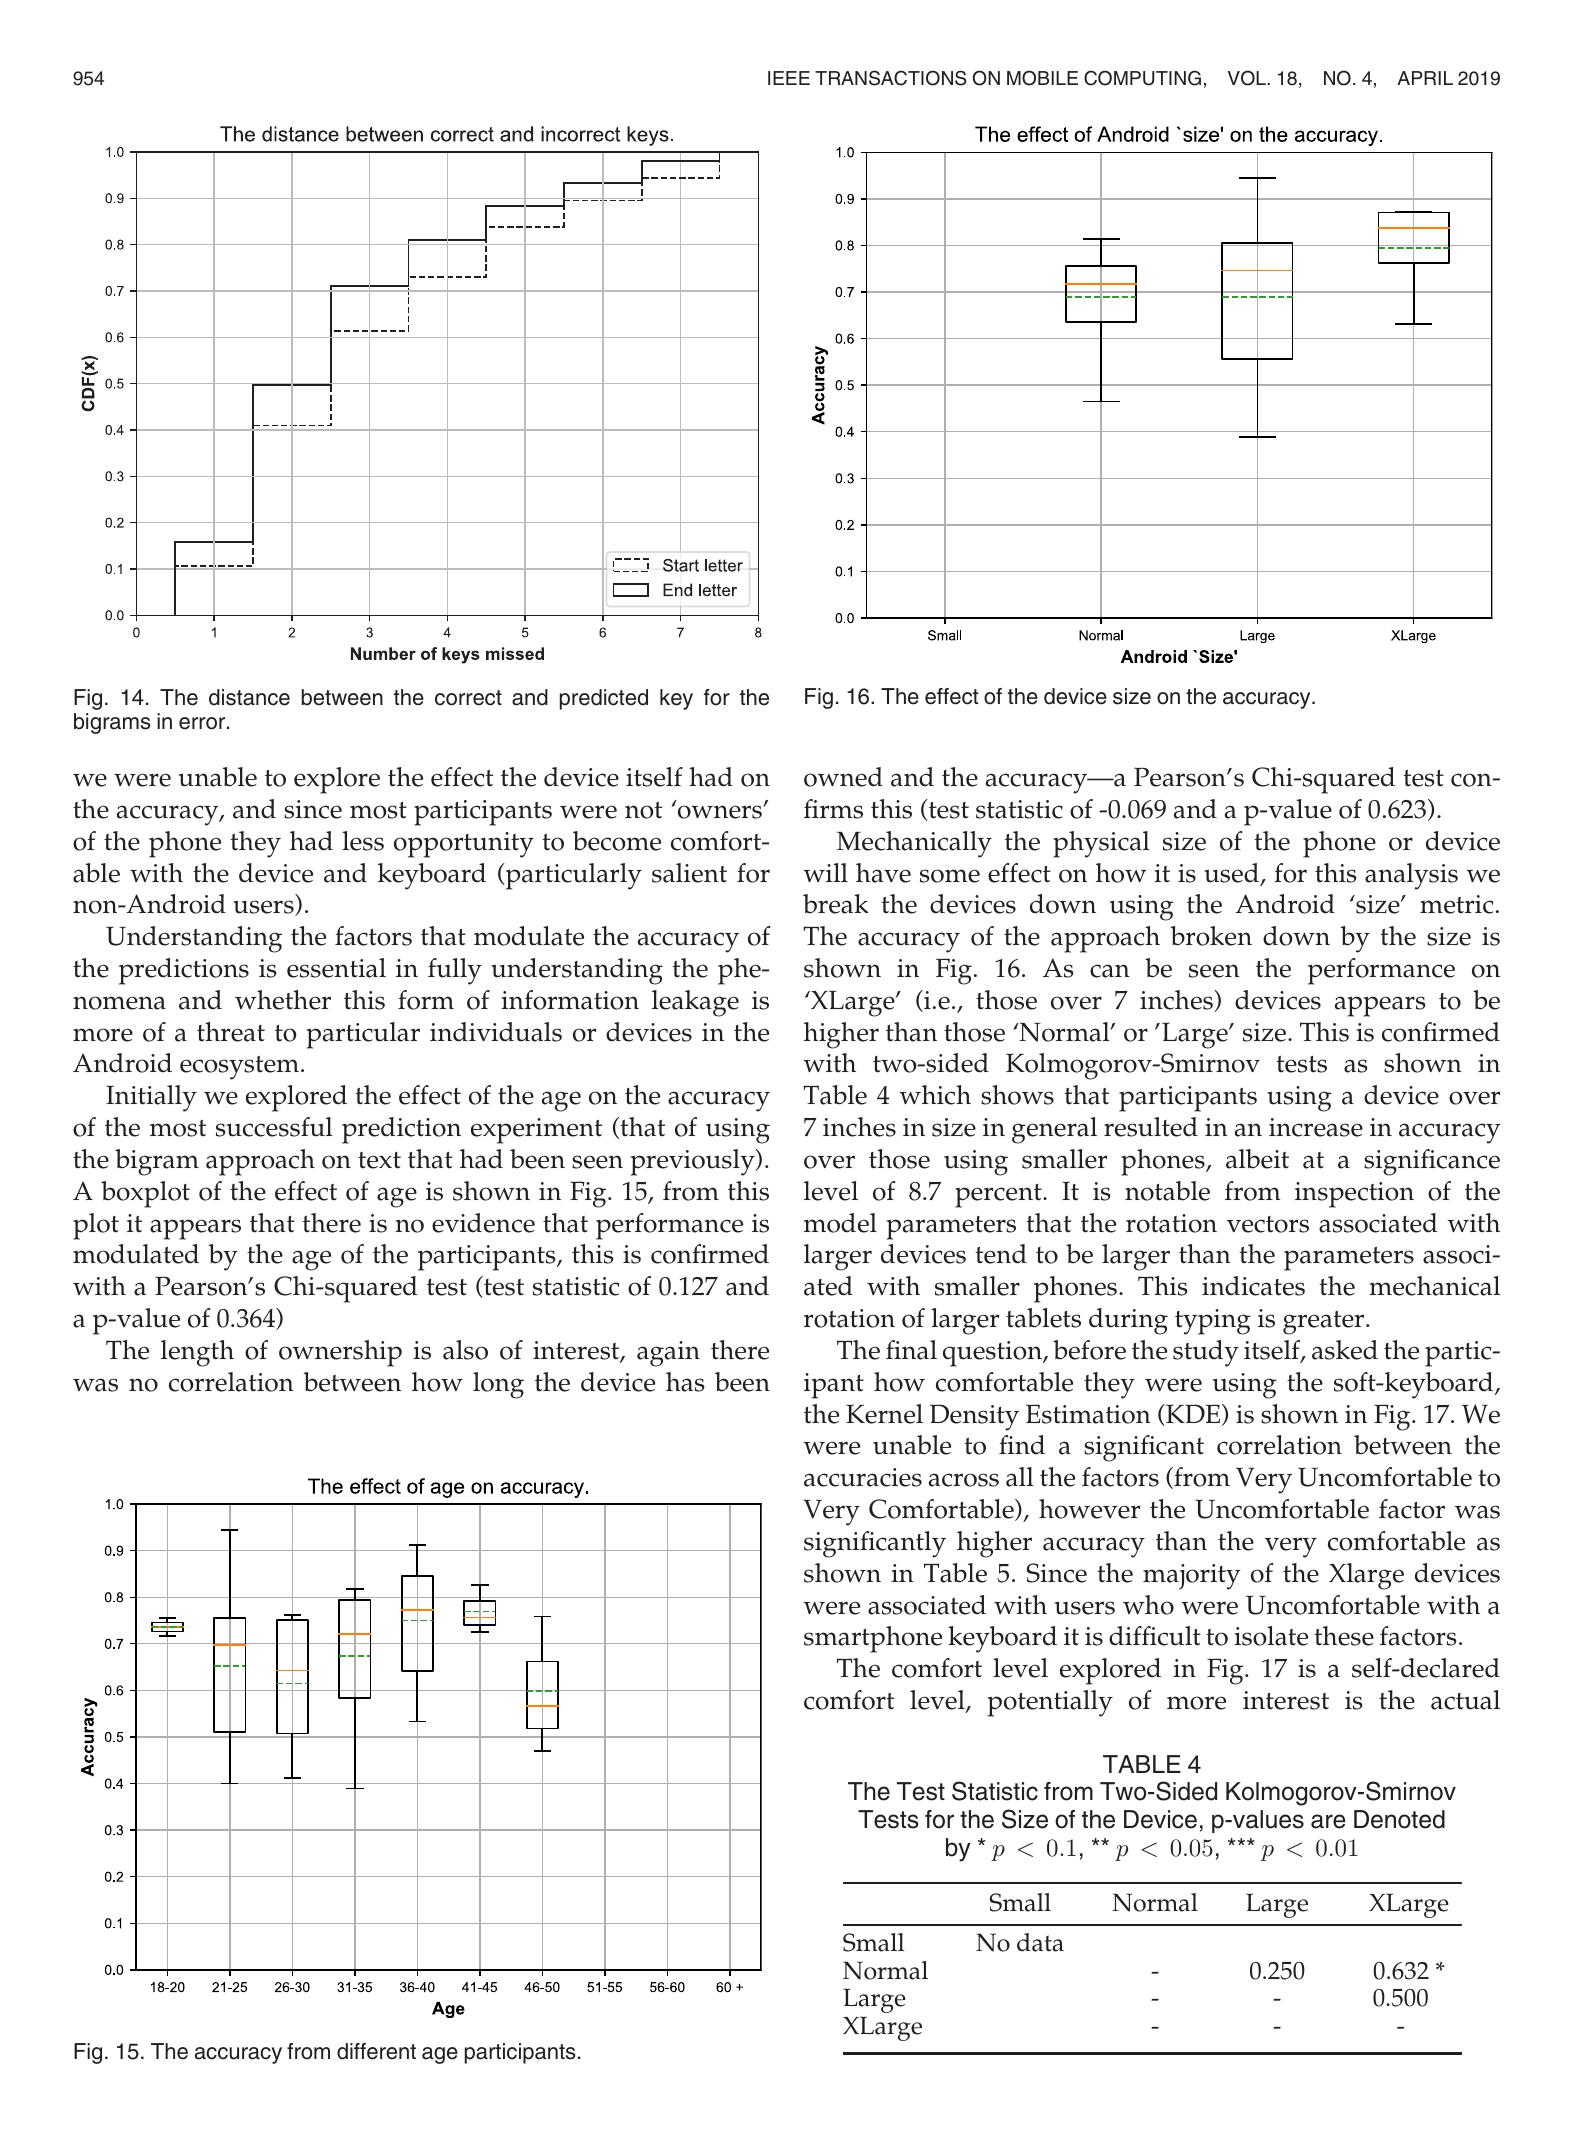 954
IEEE TRANSACTIONS ON MOBILE COMPUTING, VOL. 18, NO. 4, APRIL 2019
The distance between correct and incorrect keys.
1.0
0.9
0.8
0.7
0.6
0.5
0.4
0.3
0.2
0.1
0.0
CDF(x)
Start letter
End letter
0 1 2 3 4 5 6 7 8
Number of keys missed
Fig. 14. The distance between the correct and predicted key for the
bigrams in error.
we were unable to explore the effect the device itself had on
the accuracy, and since most participants were not ‘owners’
of the phone they had less opportunity to become comfort-
able with the device and keyboard (particularly salient for
non-Android users).
Understanding the factors that modulate the accuracy of
the predictions is essential in fully understanding the phe-
nomena and whether this form of information leakage is
more of a threat to particular individuals or devices in the
Android ecosystem.
Initially we explored the effect of the age on the accuracy
of the most successful prediction experiment (that of using
the bigram approach on text that had been seen previously).
A boxplot of the effect of age is shown in Fig. 15, from this
plot it appears that there is no evidence that performance is
modulated by the age of the participants, this is confirmed
with a Pearson’s Chi-squared test (test statistic of 0.127 and
a p-value of 0.364)
The length of ownership is also of interest, again there
was no correlation between how long the device has been
The effect of age on accuracy.
1.0
0.9
0.8
0.7
0.6
0.5
0.4
0.3
0.2
0.1
0.0
Accuracy
18-20 21-25 26-30 31-35 36-40 41-45 46-50 51-55 56-60 60 +
Age
Fig. 15. The accuracy from different age participants.
The effect of Android `size' on the accuracy.
1.0
0.9
0.8
0.7
0.6
0.5
0.4
0.3
0.2
0.1
0.0
Accuracy
Small Normal Large XLarge
Android `Size'
Fig. 16. The effect of the device size on the accuracy.
owned and the accuracy—a Pearson’s Chi-squared test con-
firms this (test statistic of -0.069 and a p-value of 0.623).
Mechanically the physical size of the phone or device
will have some effect on how it is used, for this analysis we
break the devices down using the Android ‘size’ metric.
The accuracy of the approach broken down by the size is
shown in Fig. 16. As can be seen the performance on
‘XLarge’ (i.e., those over 7 inches) devices appears to be
higher than those ‘Normal’ or ’Large’ size. This is confirmed
with two-sided Kolmogorov-Smirnov tests as shown in
Table 4 which shows that participants using a device over
7 inches in size in general resulted in an increase in accuracy
over those using smaller phones, albeit at a significance
level of 8.7 percent. It is notable from inspection of the
model parameters that the rotation vectors associated with
larger devices tend to be larger than the parameters associ-
ated with smaller phones. This indicates the mechanical
rotation of larger tablets during typing is greater.
The final question, before the study itself, asked the partic-
ipant how comfortable they were using the soft-keyboard,
the Kernel Density Estimation (KDE) is shown in Fig. 17. We
were unable to find a significant correlation between the
accuracies across all the factors (from Very Uncomfortable to
Very Comfortable), however the Uncomfortable factor was
significantly higher accuracy than the very comfortable as
shown in Table 5. Since the majority of the Xlarge devices
were associated with users who were Uncomfortable with a
smartphone keyboard it is difficult to isolate these factors.
The comfort level explored in Fig. 17 is a self-declared
comfort level, potentially of more interest is the actual
TABLE 4
The Test Statistic from Two-Sided Kolmogorov-Smirnov
Tests for the Size of the Device, p-values are Denoted
by * p < 0.1, ** p < 0.05, *** p < 0.01
Small Normal Large XLarge
Small No data
Normal - 0.250 0.632 *
Large - - 0.500
XLarge - - -